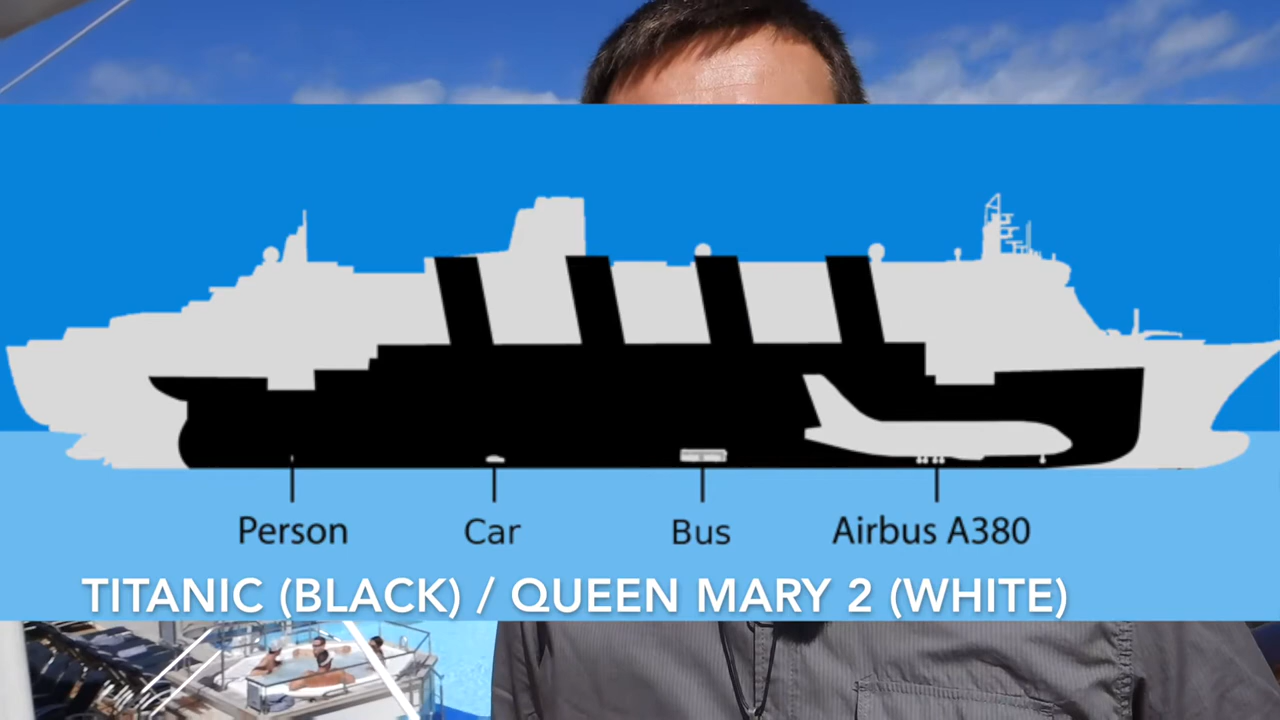 Person
Car
Bus
Airbus A380
TITANIC (BLACK) / QUEEN MARY 2 (WHITE)